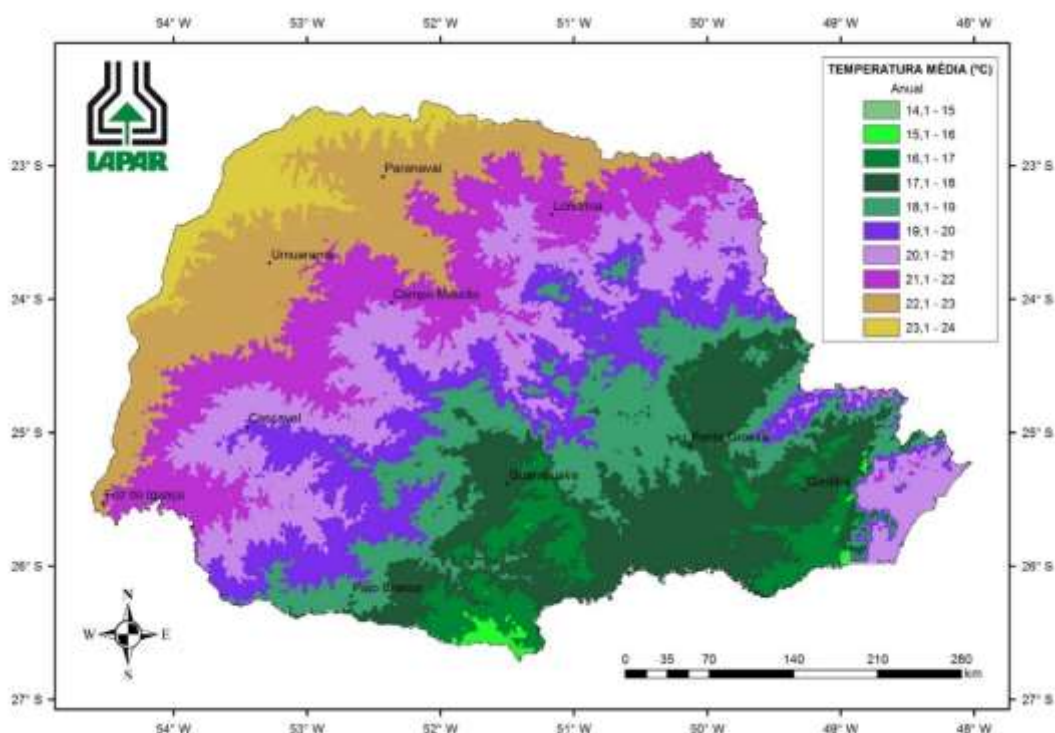 54° W 53° W 52° W 51° W 50° W 49° W 48° W
IAPAR
TEMPERATURA MÉDIA (°C)
Anual
14,1 - 15
15,1 - 16
16,1 - 17
17,1 - 18
18,1 - 19
19,1 - 20
20,1 - 21
21,1 - 22
22,1 - 23
23,1 - 24
23° S 23° S
Paranavaí
Londrina
Umuarama
24° S 24° S
Campo Mourão
Cascavel
25° S 25° S
Ponta Grossa
Guarapuava
Curitiba
Foz do Iguaçu
26° S 26° S
Pato Branco
N
W E
S
0 35 70 140 210 280
km
27° S 27° S
54° W 53° W 52° W 51° W 50° W 49° W 48° W